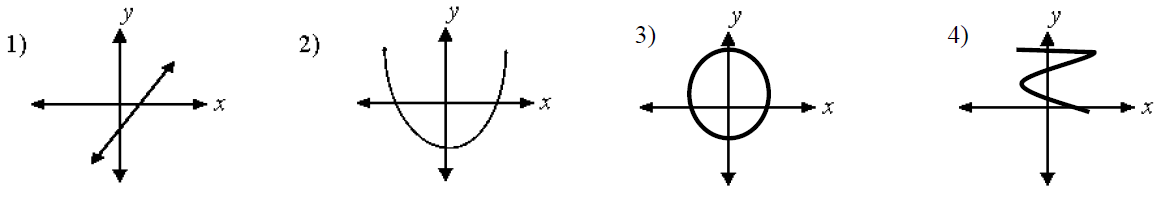 1) y x
2) y x
3) y x
4) y x